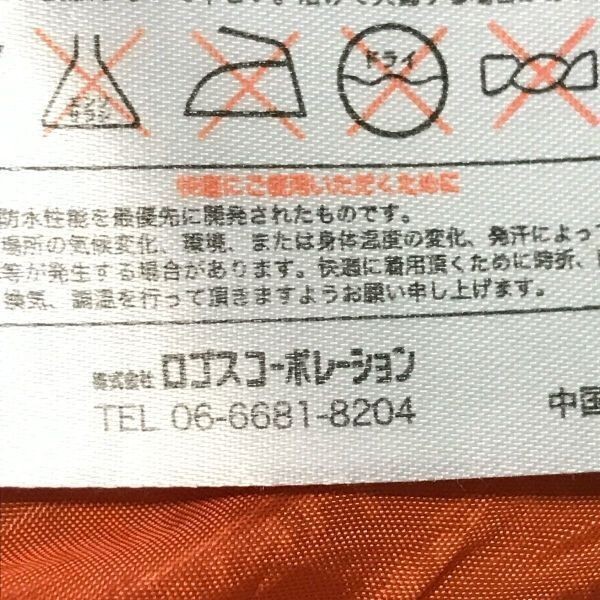 エンソ
サラシ
ドライ
快適にご使用いただくために
防水性能を最優先に開発されたものです。
場所の気候変化、環境、または身体温度の変化、発汗によっ
等が発生する場合があります。快適に着用頂くために時折、
換気、調温を行って頂きますようお願い申し上げます。
株式会社 ロゴスコーポレーション
TEL 06-6681-8204
中国